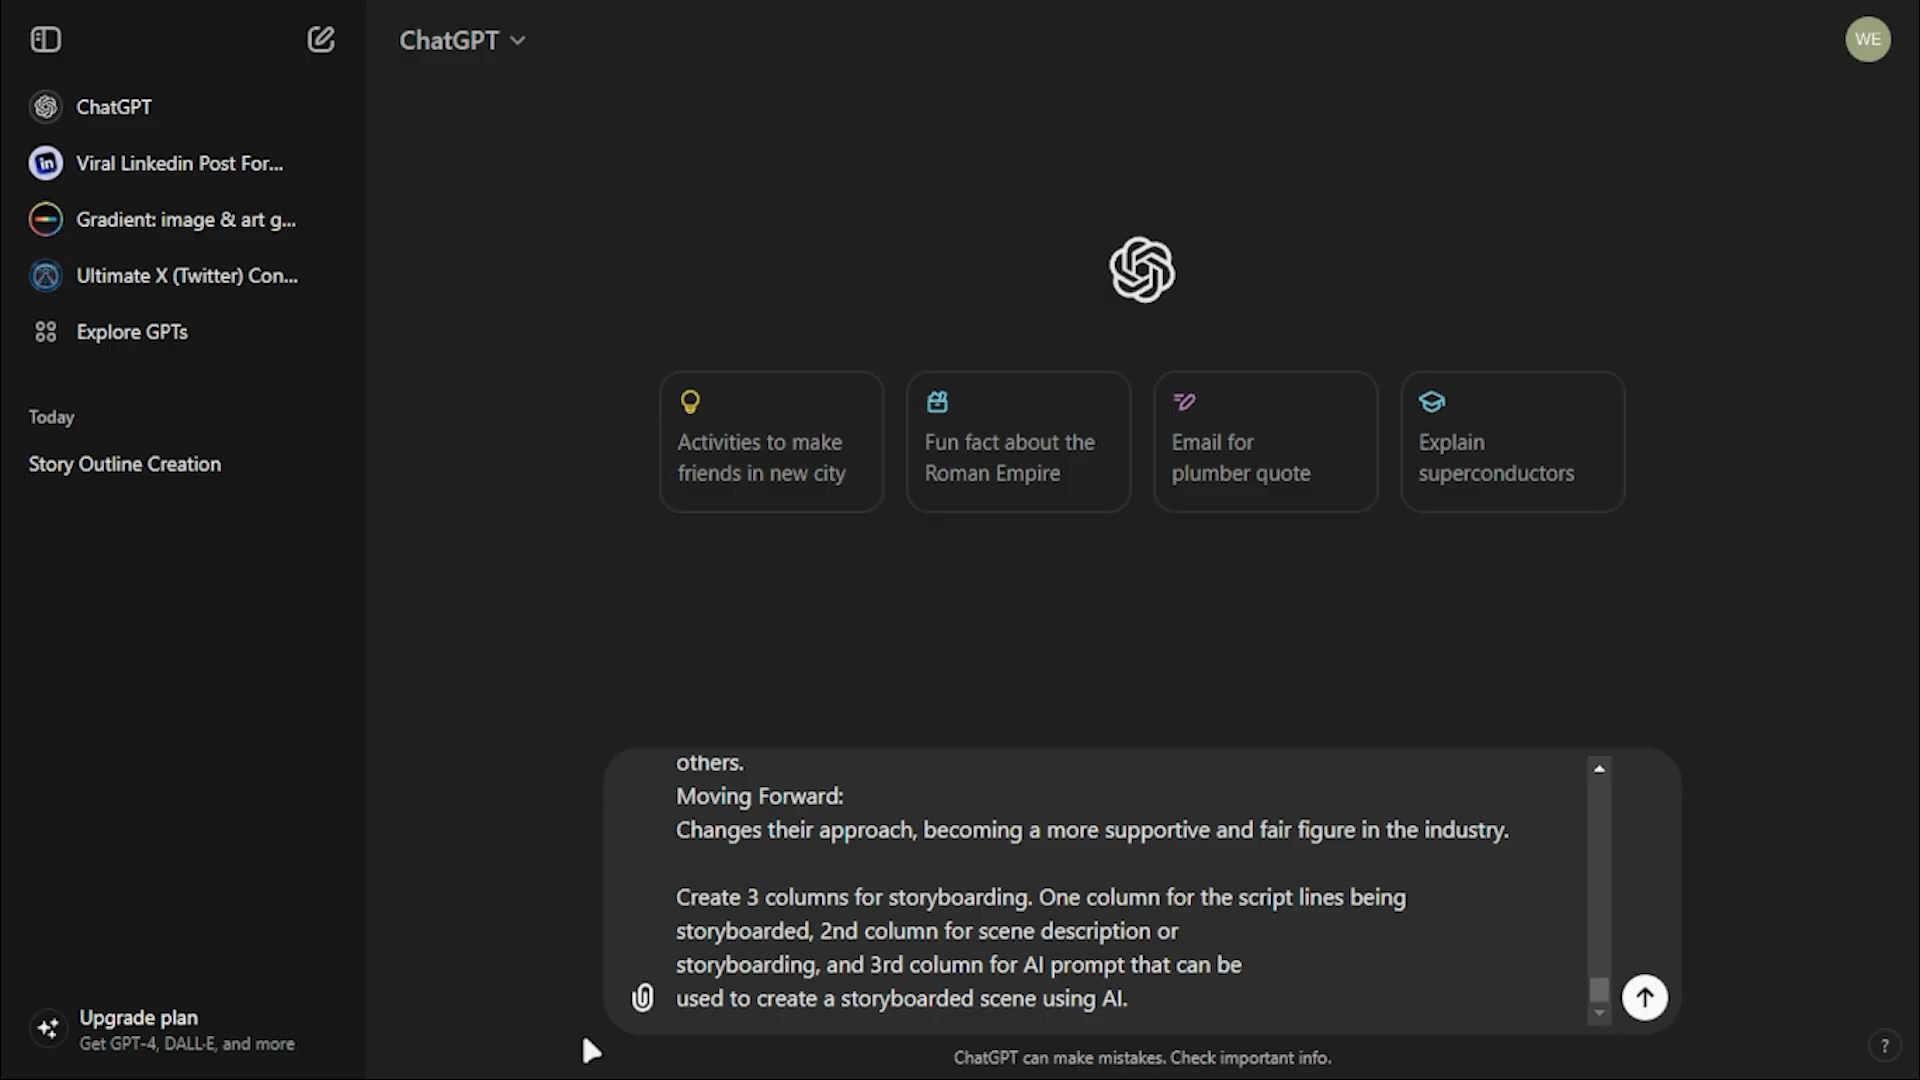 ChatGPT
WE
ChatGPT
Viral Linkedin Post For...
Gradient: image & art g...
Ultimate X (Twitter) Con...
Explore GPTs
Today
Story Outline Creation
Activities to make
friends in new city
Fun fact about the
Roman Empire
Email for
plumber quote
Explain
superconductors
others.
Moving Forward:
Changes their approach, becoming a more supportive and fair figure in the industry.
Create 3 columns for storyboarding. One column for the script lines being
storyboarded, 2nd column for scene description or
storyboarding, and 3rd column for AI prompt that can be
used to create a storyboarded scene using AI.
Upgrade plan
Get GPT-4, DALL·E, and more
ChatGPT can make mistakes. Check important info.
?